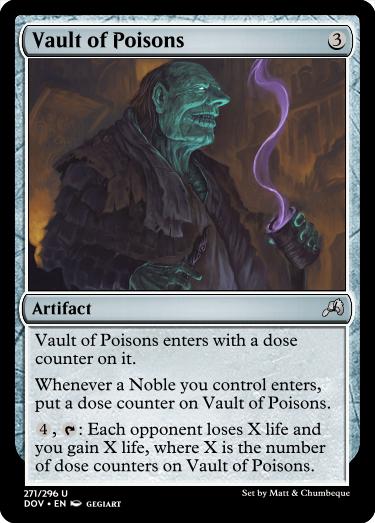 Vault of Poisons 3
Artifact
Vault of Poisons enters with a dose
counter on it.
Whenever a Noble you control enters,
put a dose counter on Vault of Poisons.
4 , : Each opponent loses X life and
you gain X life, where X is the number
of dose counters on Vault of Poisons.
271/296 U
DOV • EN GEGIART
Set by Matt & Chumbeque